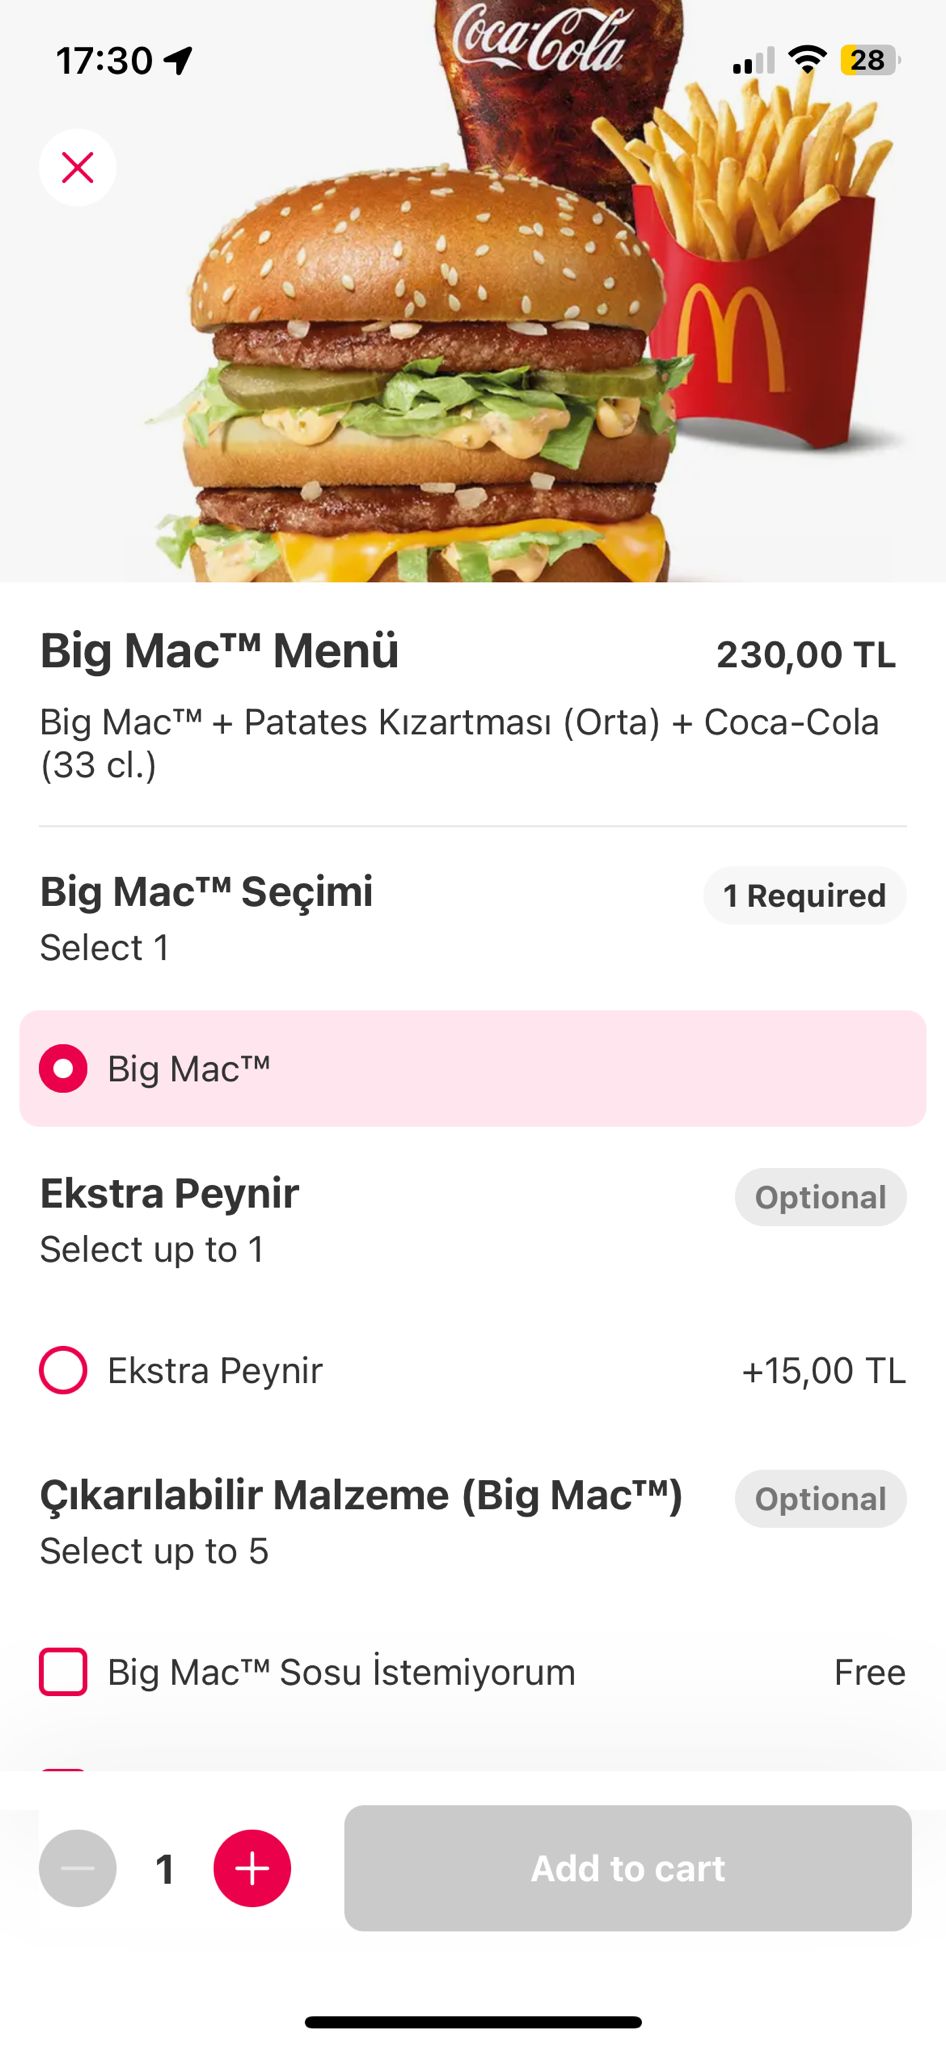 17:30
28
Coca-Cola
Big Mac™ Menü
230,00 TL
Big Mac™ + Patates Kızartması (Orta) + Coca-Cola
(33 cl.)
Big Mac™ Seçimi
1 Required
Select 1
Big Mac™
Ekstra Peynir
Optional
Select up to 1
Ekstra Peynir
+15,00 TL
Çıkarılabilir Malzeme (Big Mac™)
Optional
Select up to 5
Big Mac™ Sosu İstemiyorum
Free
1
Add to cart